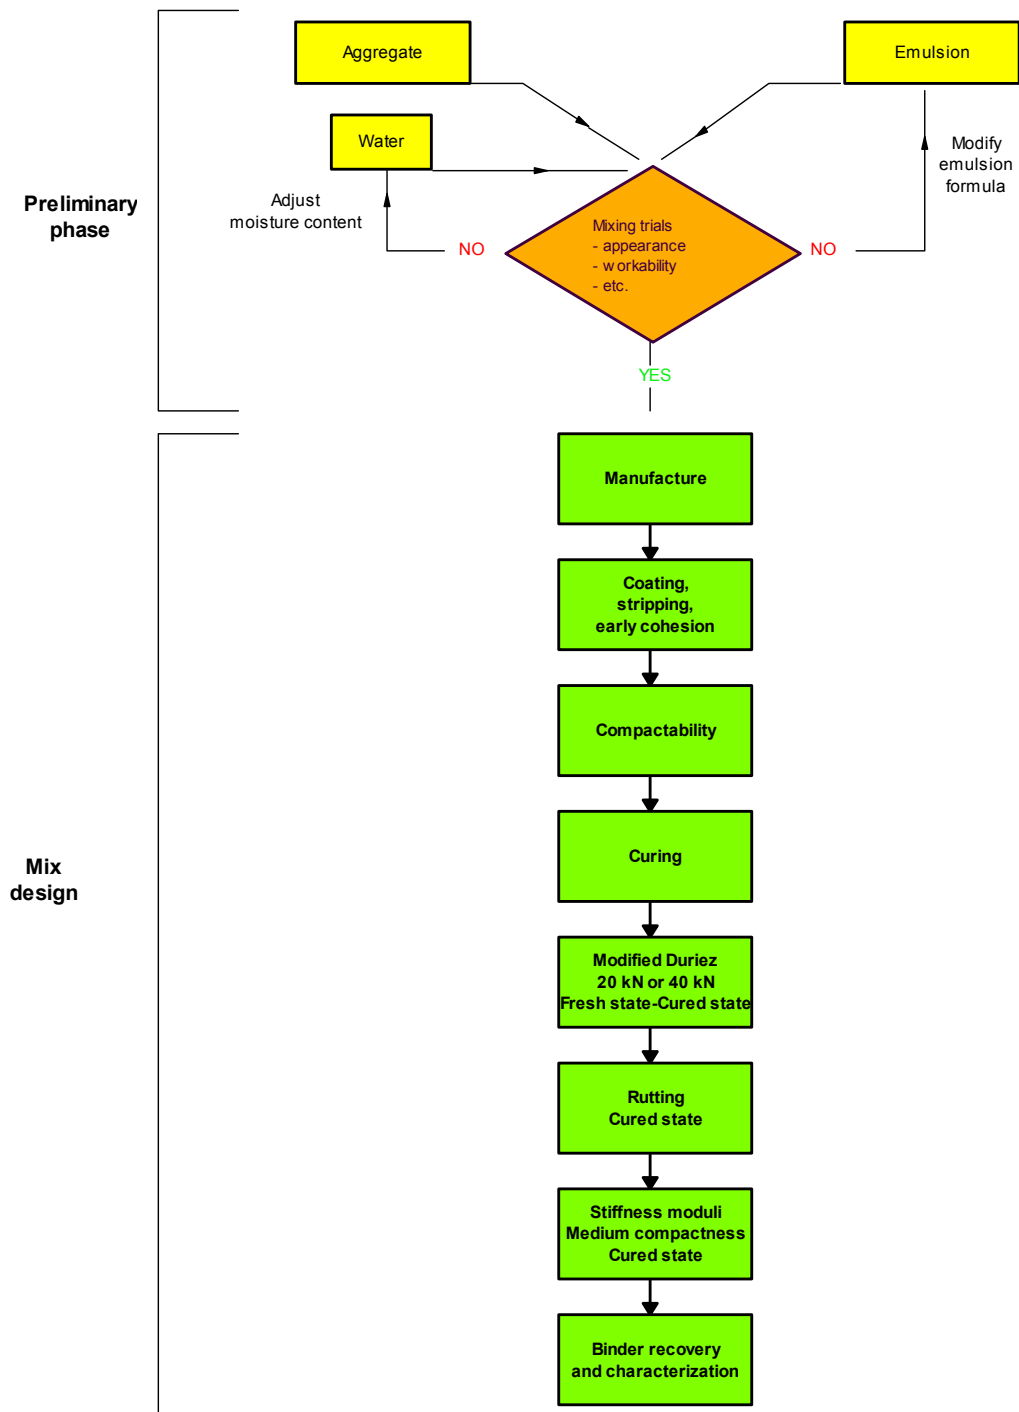 Aggregate
Emulsion
Water
Modify
emulsion
formula
Adjust
moisture content
Preliminary
phase
Mixing trials
- appearance
- workability
- etc.
NO
NO
YES
Manufacture
Coating,
stripping,
early cohesion
Compactability
Curing
Mix
design
Modified Duriez
20 kN or 40 kN
Fresh state-Cured state
Rutting
Cured state
Stiffness moduli
Medium compactness
Cured state
Binder recovery
and characterization